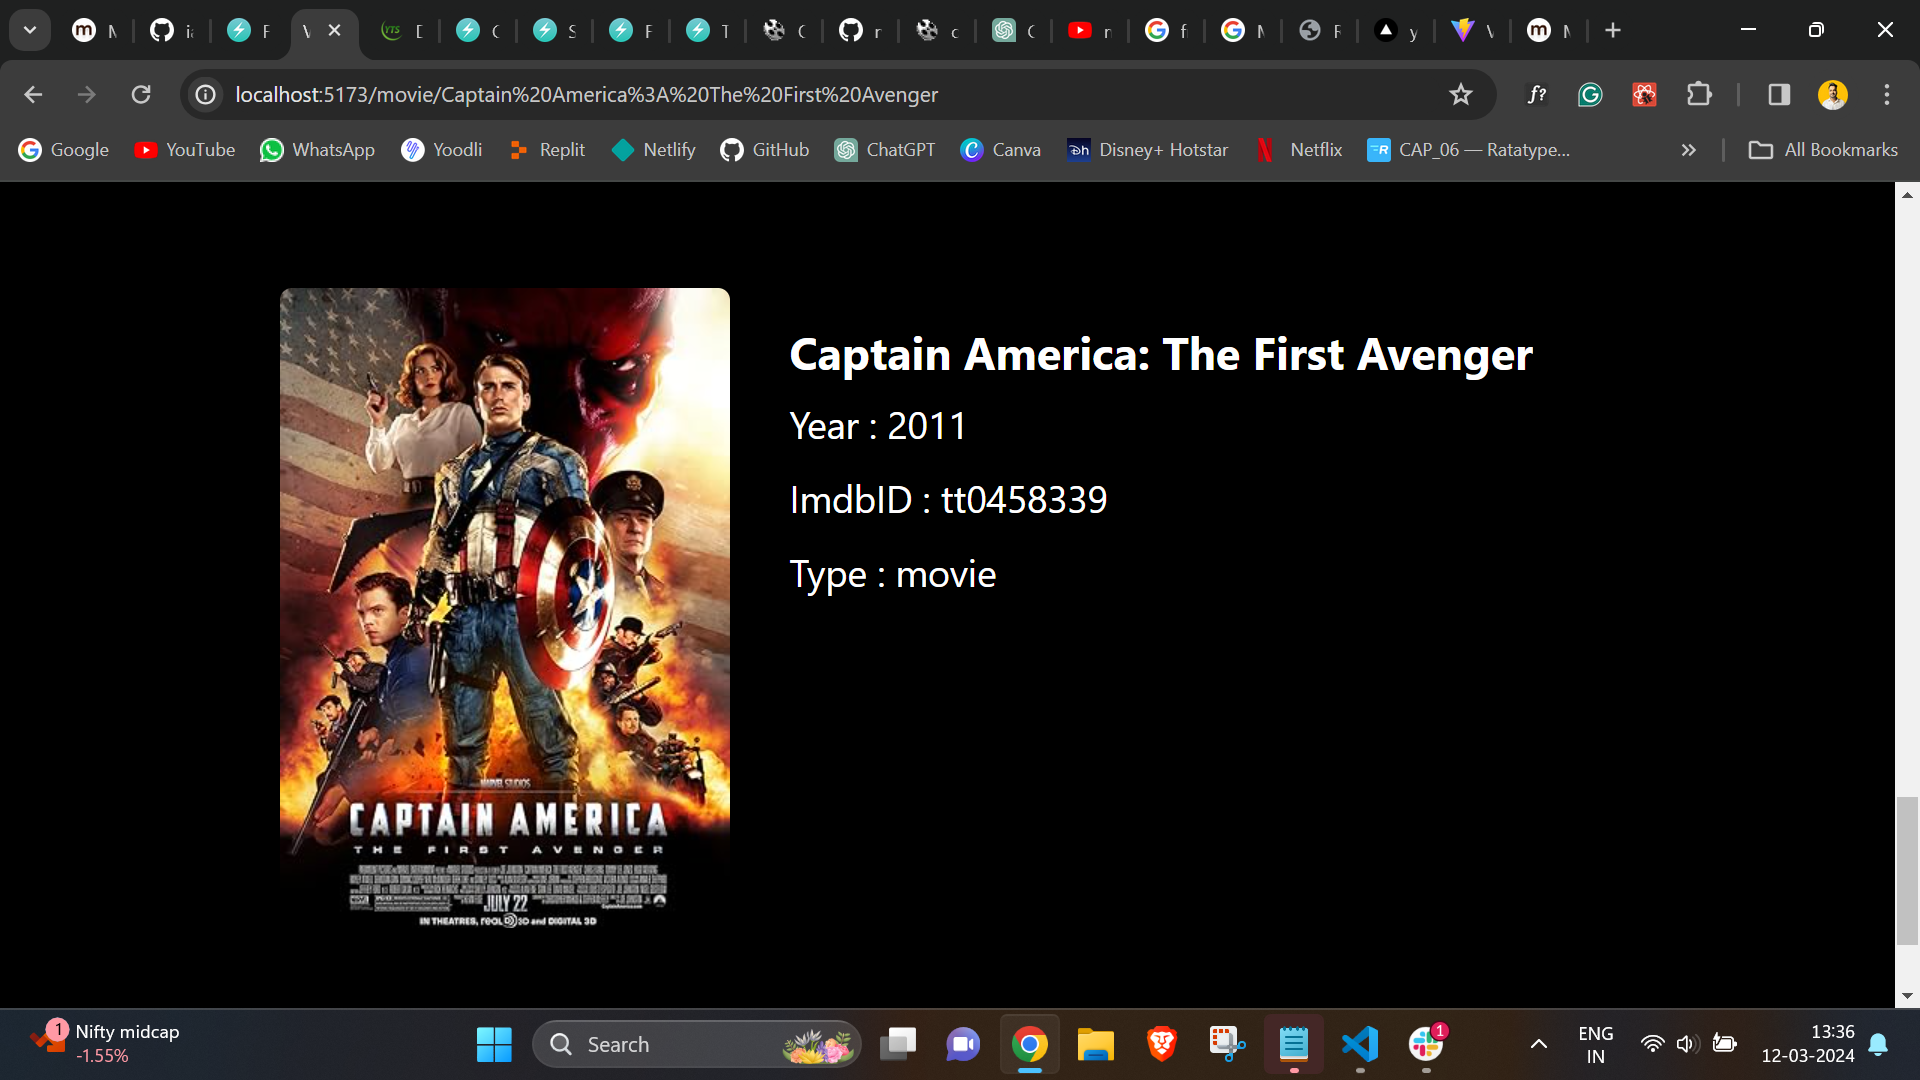 localhost:5173/movie/Captain%20America%3A%20The%20First%20Avenger
Google YouTube WhatsApp Yoodli Replit Netlify GitHub ChatGPT Canva Disney+ Hotstar Netflix CAP_06 — Ratatype... All Bookmarks
Captain America: The First Avenger
Year : 2011
ImdbID : tt0458339
Type : movie
MARVEL STUDIOS
CAPTAIN AMERICA
THE FIRST AVENGER
JULY 22
IN THEATRES, REAL D 3D and DIGITAL 3D
1 Nifty midcap
-1.55%
Search
1
ENG
IN
13:36
12-03-2024